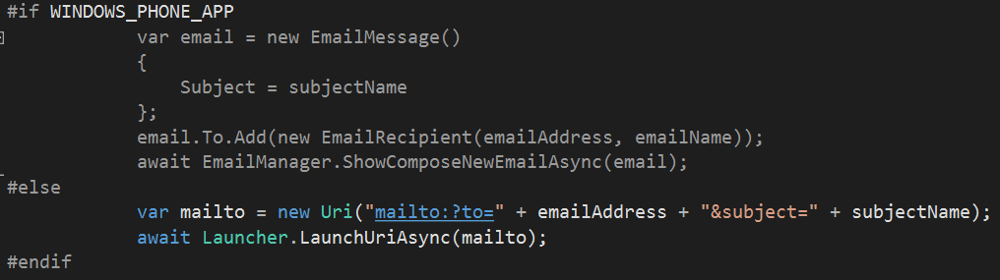 #if WINDOWS_PHONE_APP
var email = new EmailMessage()
{
Subject = subjectName
};
email.To.Add(new EmailRecipient(emailAddress, emailName));
await EmailManager.ShowComposeNewEmailAsync(email);
#else
var mailto = new Uri("mailto:?to=" + emailAddress + "&subject=" + subjectName);
await Launcher.LaunchUriAsync(mailto);
#endif